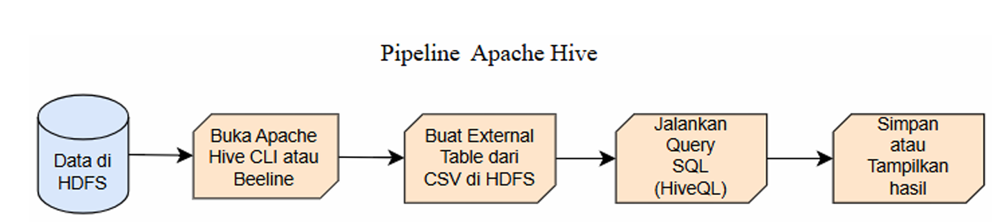 Pipeline Apache Hive
Data di
HDFS
Buka Apache
Hive CLI atau
Beeline
Buat External
Table dari
CSV di HDFS
Jalankan
Query
SQL
(HiveQL)
Simpan
atau
Tampilkan
hasil